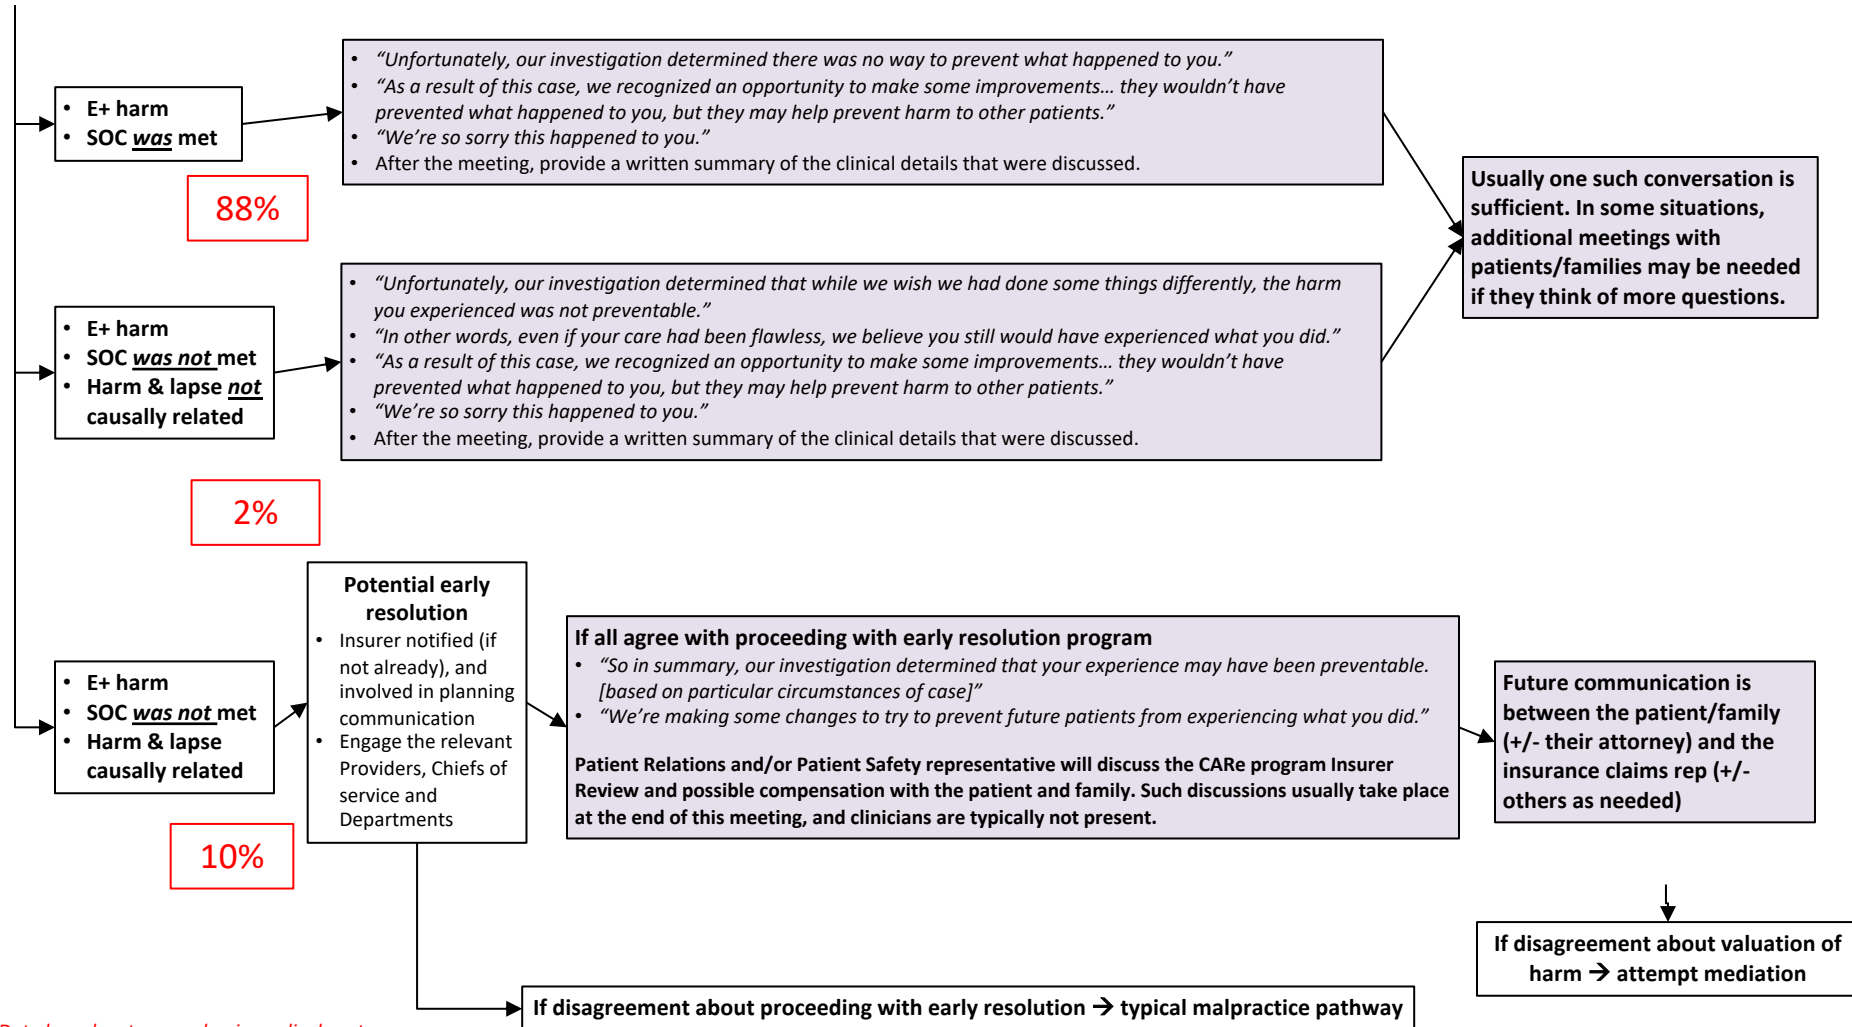 • E+ harm
• SOC was met
88%
• “Unfortunately, our investigation determined there was no way to prevent what happened to you.”
• “As a result of this case, we recognized an opportunity to make some improvements… they wouldn’t have
prevented what happened to you, but they may help prevent harm to other patients.”
• “We’re so sorry this happened to you.”
• After the meeting, provide a written summary of the clinical details that were discussed.
Usually one such conversation is
sufficient. In some situations,
additional meetings with
patients/families may be needed
if they think of more questions.
• E+ harm
• SOC was not met
• Harm & lapse not
causally related
2%
• “Unfortunately, our investigation determined that while we wish we had done some things differently, the harm
you experienced was not preventable.”
• “In other words, even if your care had been flawless, we believe you still would have experienced what you did.”
• “As a result of this case, we recognized an opportunity to make some improvements… they wouldn’t have
prevented what happened to you, but they may help prevent harm to other patients.”
• “We’re so sorry this happened to you.”
• After the meeting, provide a written summary of the clinical details that were discussed.
• E+ harm
• SOC was not met
• Harm & lapse
causally related
10%
Potential early
resolution
• Insurer notified (if
not already), and
involved in planning
communication
• Engage the relevant
Providers, Chiefs of
service and
Departments
If all agree with proceeding with early resolution program
• “So in summary, our investigation determined that your experience may have been preventable.
[based on particular circumstances of case]”
• “We’re making some changes to try to prevent future patients from experiencing what you did.”
Patient Relations and/or Patient Safety representative will discuss the CARe program Insurer
Review and possible compensation with the patient and family. Such discussions usually take place
at the end of this meeting, and clinicians are typically not present.
Future communication is
between the patient/family
(+/- their attorney) and the
insurance claims rep (+/-
others as needed)
If disagreement about valuation of
harm → attempt mediation
If disagreement about proceeding with early resolution → typical malpractice pathway